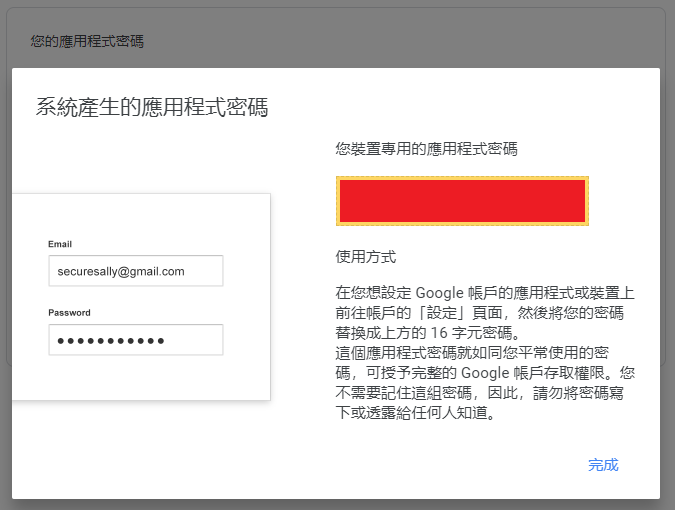 您的應用程式密碼
系統產生的應用程式密碼
Email
securesally@gmail.com
Password
●●●●●●●●●●●
您裝置專用的應用程式密碼
使用方式
在您想設定 Google 帳戶的應用程式或裝置上
前往帳戶的「設定」頁面，然後將您的密碼
替換成上方的 16 字元密碼。
這個應用程式密碼就如同您平常使用的密
碼，可授予完整的 Google 帳戶存取權限。您
不需要記住這組密碼，因此，請勿將密碼寫
下或透露給任何人知道。
完成